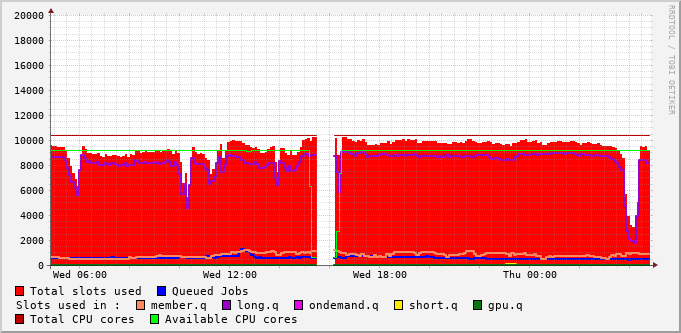 RRDTOOL / TOBI OETIKER
20000
18000
16000
14000
12000
10000
8000
6000
4000
2000
0
Wed 06:00 Wed 12:00 Wed 18:00 Thu 00:00
Total slots used Queued Jobs
Slots used in : member.q long.q ondemand.q short.q gpu.q
Total CPU cores Available CPU cores